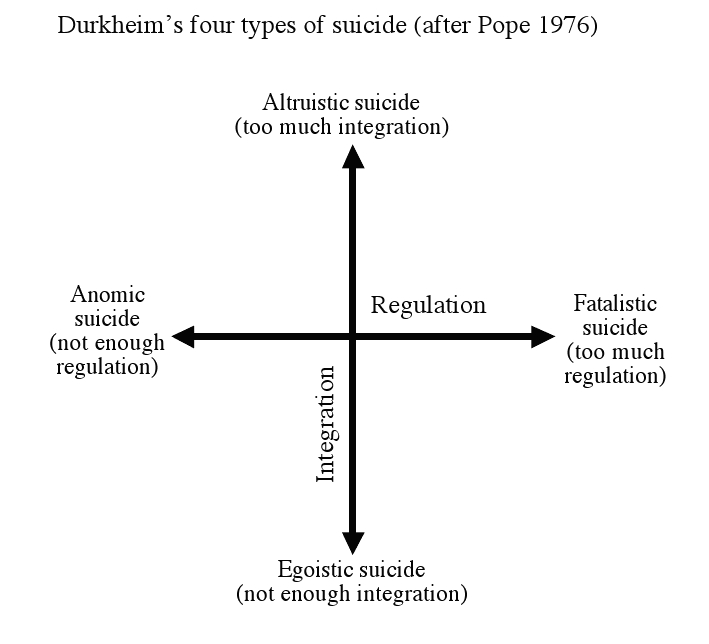 Durkheim's four types of suicide (after Pope 1976)
Altruistic suicide
(too much integration)
Anomic
suicide
(not enough
regulation)
Regulation
Fatalistic
suicide
(too much
regulation)
Integration
Egoistic suicide
(not enough integration)